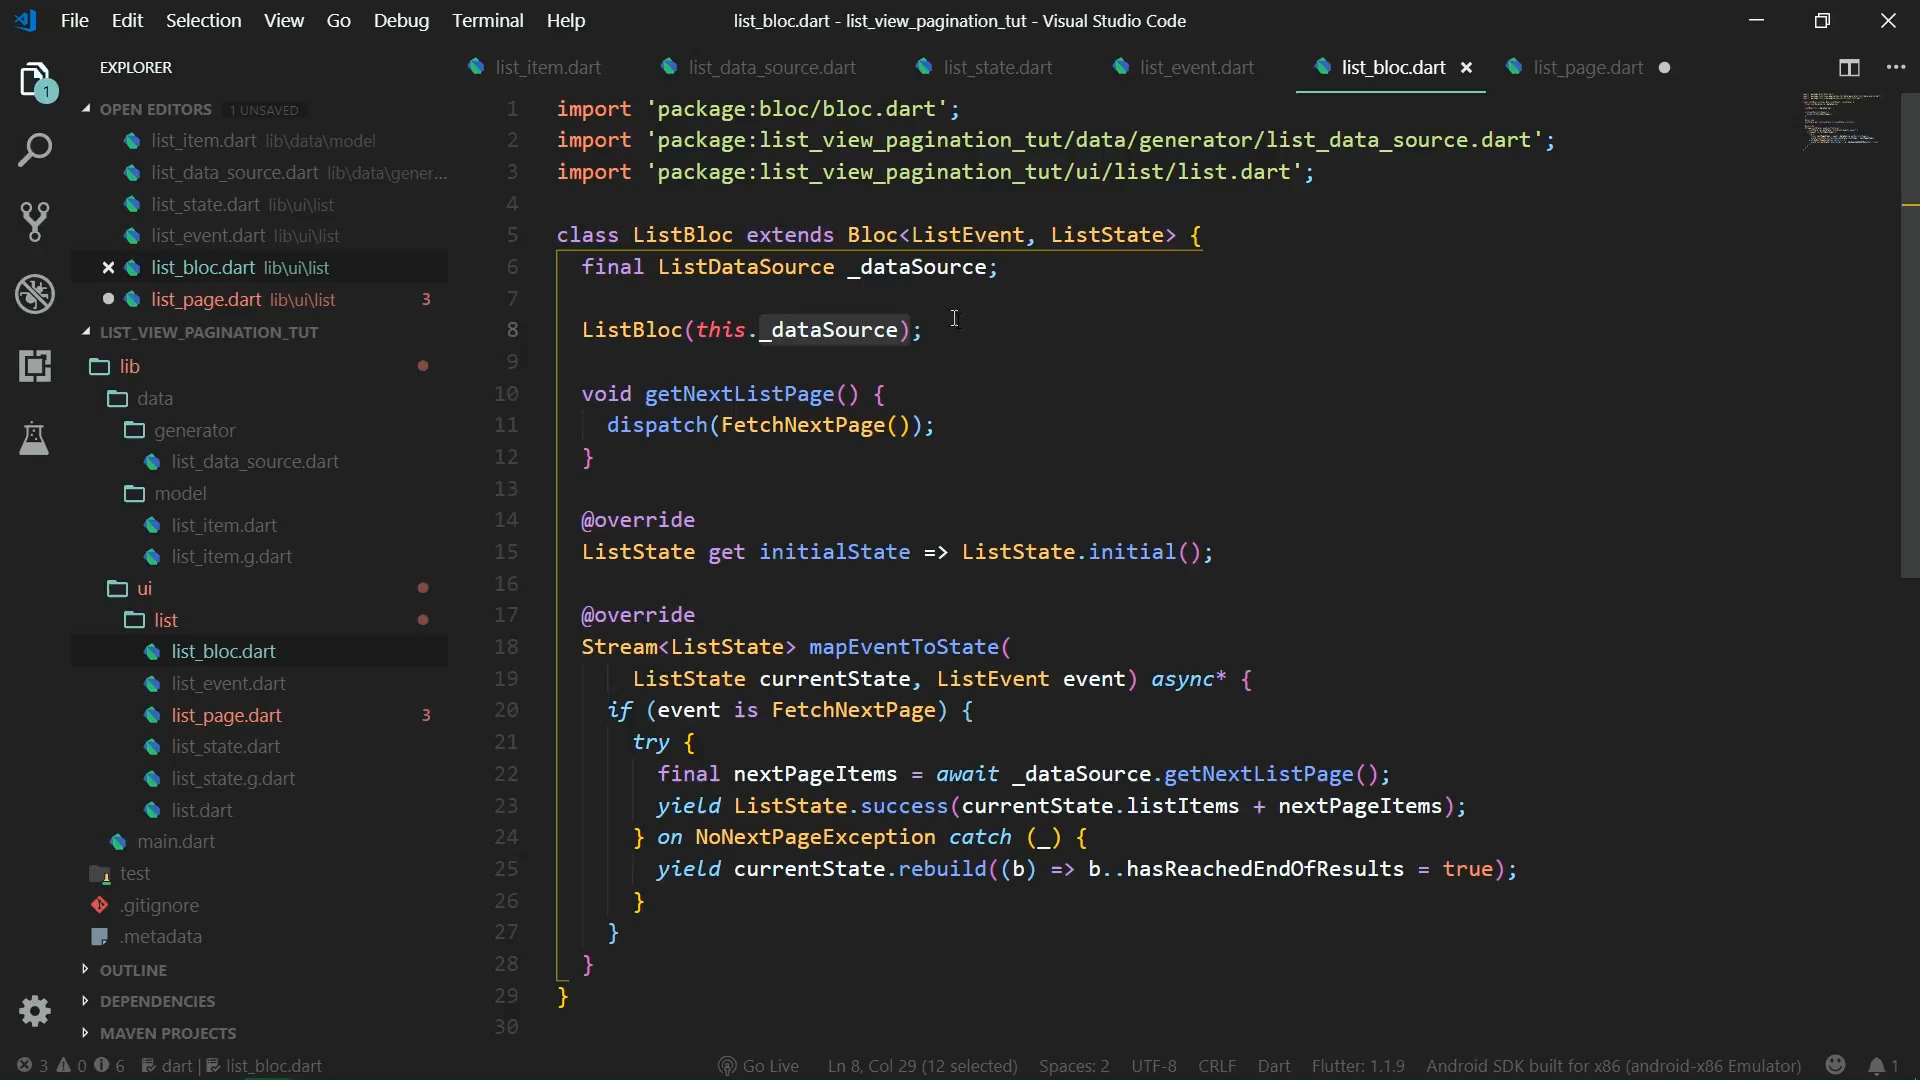 File Edit Selection View Go Debug Terminal Help
list_bloc.dart - list_view_pagination_tut - Visual Studio Code
EXPLORER
list_item.dart list_data_source.dart list_state.dart list_event.dart list_bloc.dart list_page.dart
1
OPEN EDITORS 1 UNSAVED
list_item.dart lib\data\model
list_data_source.dart lib\data\gener...
list_state.dart lib\ui\list
list_event.dart lib\ui\list
list_bloc.dart lib\ui\list
list_page.dart lib\ui\list 3
LIST_VIEW_PAGINATION_TUT
lib
data
generator
list_data_source.dart
model
list_item.dart
list_item.g.dart
ui
list
list_bloc.dart
list_event.dart
list_page.dart 3
list_state.dart
list_state.g.dart
list.dart
main.dart
test
.gitignore
.metadata
OUTLINE
DEPENDENCIES
MAVEN PROJECTS
1 import 'package:bloc/bloc.dart';
2 import 'package:list_view_pagination_tut/data/generator/list_data_source.dart';
3 import 'package:list_view_pagination_tut/ui/list/list.dart';
4
5 class ListBloc extends Bloc<ListEvent, ListState> {
6 final ListDataSource _dataSource;
7
8 ListBloc(this._dataSource);
9
10 void getNextListPage() {
11 dispatch(FetchNextPage());
12 }
13
14 @override
15 ListState get initialState => ListState.initial();
16
17 @override
18 Stream<ListState> mapEventToState(
19 ListState currentState, ListEvent event) async* {
20 if (event is FetchNextPage) {
21 try {
22 final nextPageItems = await _dataSource.getNextListPage();
23 yield ListState.success(currentState.listItems + nextPageItems);
24 } on NoNextPageException catch (_) {
25 yield currentState.rebuild((b) => b..hasReachedEndOfResults = true);
26 }
27 }
28 }
29 }
30
3 0 6 dart | list_bloc.dart Go Live Ln 8, Col 29 (12 selected) Spaces: 2 UTF-8 CRLF Dart Flutter: 1.1.9 Android SDK built for x86 (android-x86 Emulator) 1